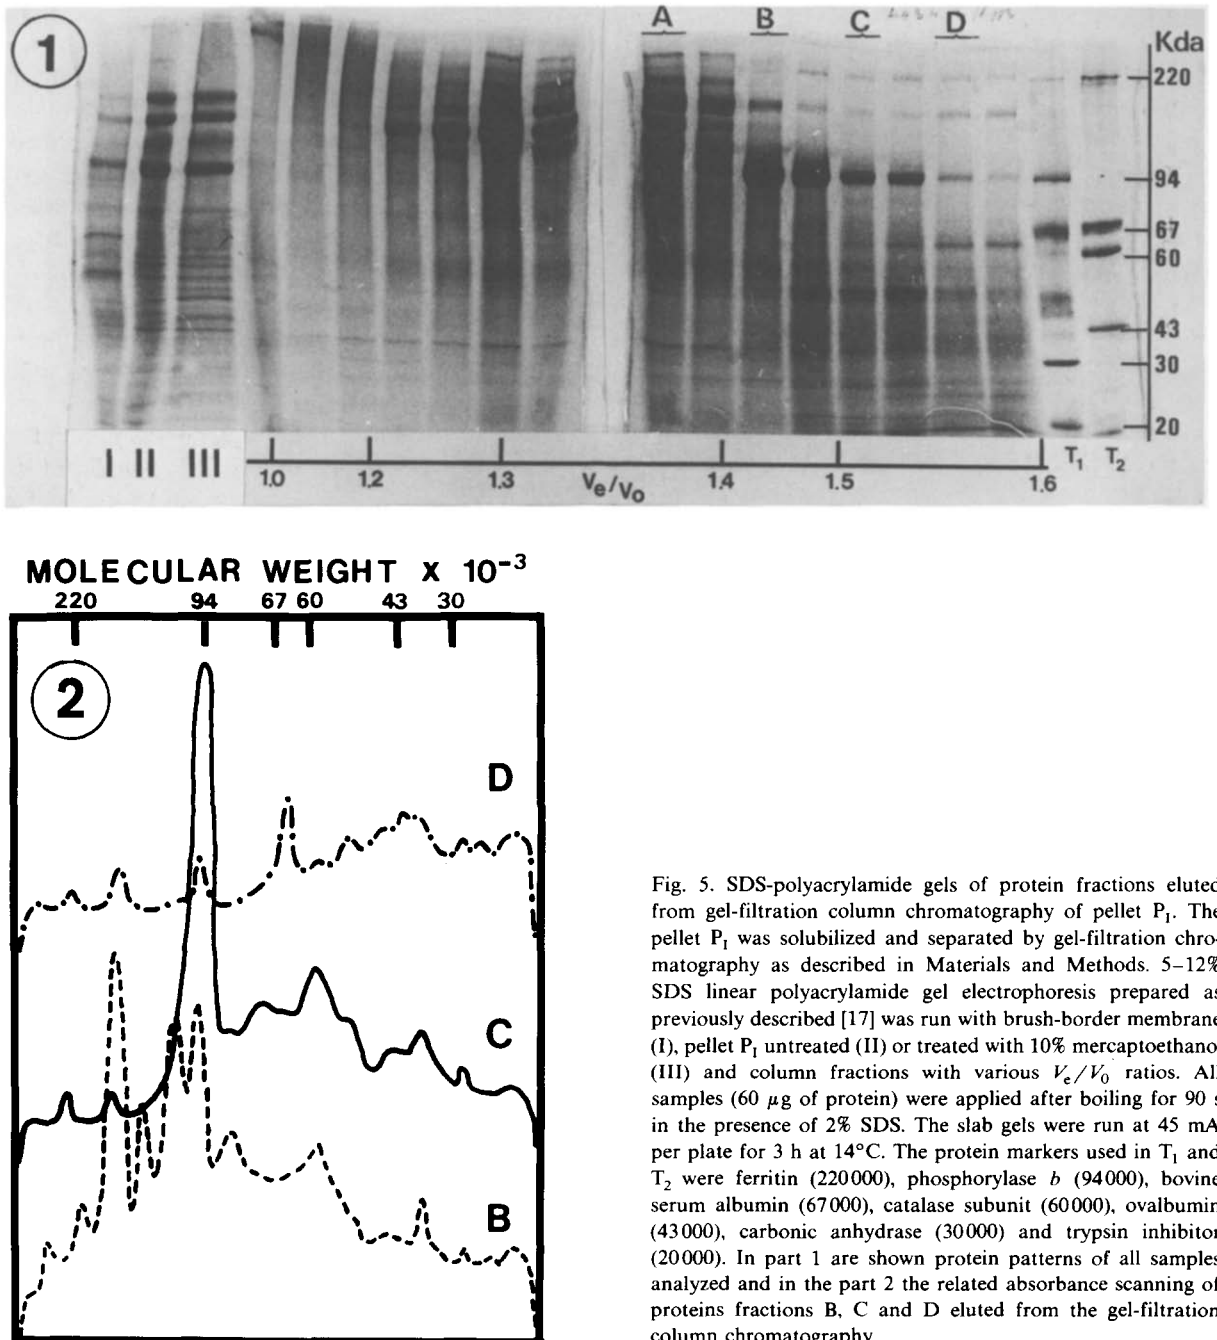 1
A B C D
Kda
220
94
67
60
43
30
20
I II III
1.0 1.2 1.3 Ve/Vo 1.4 1.5 1.6 T1 T2
MOLECULAR WEIGHT X 10-3
220 94 67 60 43 30
2
D
C
B
Fig. 5. SDS-polyacrylamide gels of protein fractions eluted
from gel-filtration column chromatography of pellet PI. The
pellet PI was solubilized and separated by gel-filtration chro-
matography as described in Materials and Methods. 5–12%
SDS linear polyacrylamide gel electrophoresis prepared as
previously described [17] was run with brush-border membrane
(I), pellet PI untreated (II) or treated with 10% mercaptoethano
(III) and column fractions with various Ve/V0 ratios. Al
samples (60 μg of protein) were applied after boiling for 90 s
in the presence of 2% SDS. The slab gels were run at 45 mA
per plate for 3 h at 14°C. The protein markers used in T1 and
T2 were ferritin (220000), phosphorylase b (94000), bovine
serum albumin (67000), catalase subunit (60000), ovalbumin
(43000), carbonic anhydrase (30000) and trypsin inhibitor
(20000). In part 1 are shown protein patterns of all samples
analyzed and in the part 2 the related absorbance scanning of
proteins fractions B, C and D eluted from the gel-filtration
column chromatography